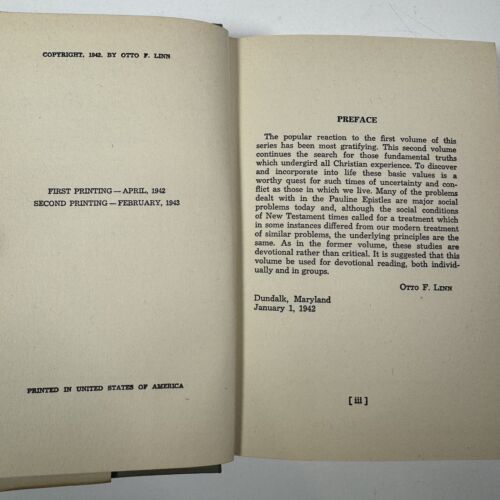 COPYRIGHT, 1942, BY OTTO F. LINN
FIRST PRINTING — APRIL, 1942
SECOND PRINTING — FEBRUARY, 1943
PRINTED IN UNITED STATES OF AMERICA
PREFACE
The popular reaction to the first volume of this
series has been most gratifying. This second volume
continues the search for those fundamental truths
which undergird all Christian experience. To discover
and incorporate into life these basic values is a
worthy quest for such times of uncertainty and con-
flict as those in which we live. Many of the problems
dealt with in the Pauline Epistles are major social
problems today and, although the social conditions
of New Testament times called for a treatment which
in some instances differed from our modern treatment
of similar problems, the underlying principles are the
same. As in the former volume, these studies are
devotional rather than critical. It is suggested that this
volume be used for devotional reading, both individ-
ually and in groups.
OTTO F. LINN
Dundalk, Maryland
January 1, 1942
[ iii ]